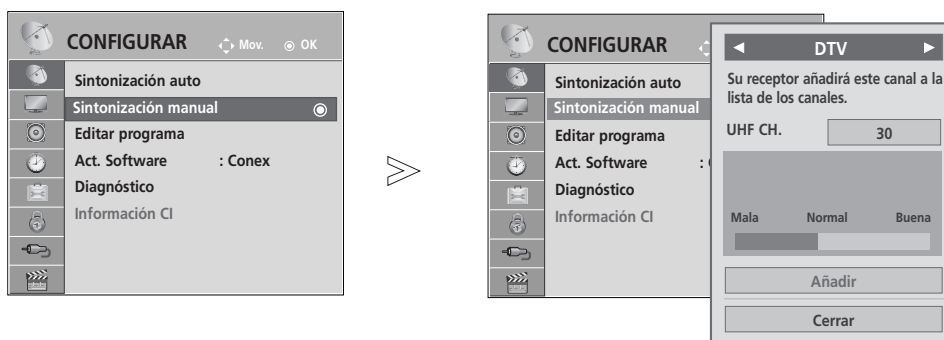 CONFIGURAR Mov. OK
Sintonización auto
Sintonización manual
Editar programa
Act. Software : Conex
Diagnóstico
Información CI
CONFIGURAR
Sintonización auto
Sintonización manual
Editar programa
Act. Software :
Diagnóstico
Información CI
DTV
Su receptor añadirá este canal a la
lista de los canales.
UHF CH. 30
Mala Normal Buena
Añadir
Cerrar